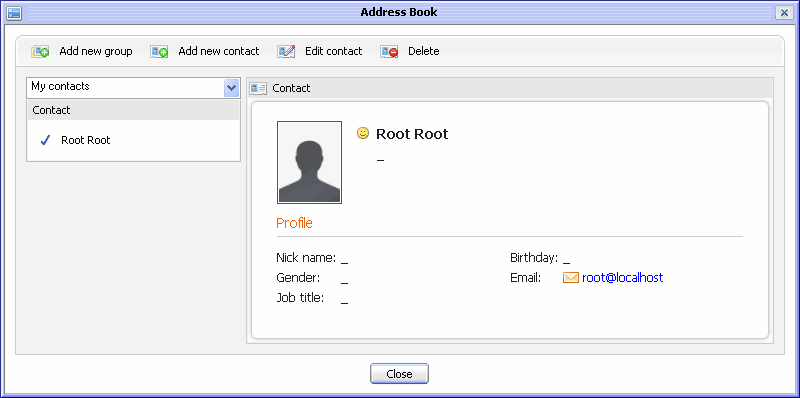 Address Book
Add new group Add new contact Edit contact Delete
My contacts
Contact
Root Root
Contact
Root Root
_
Profile
Nick name: _ Birthday: _
Gender: _ Email: root@localhost
Job title: _
Close